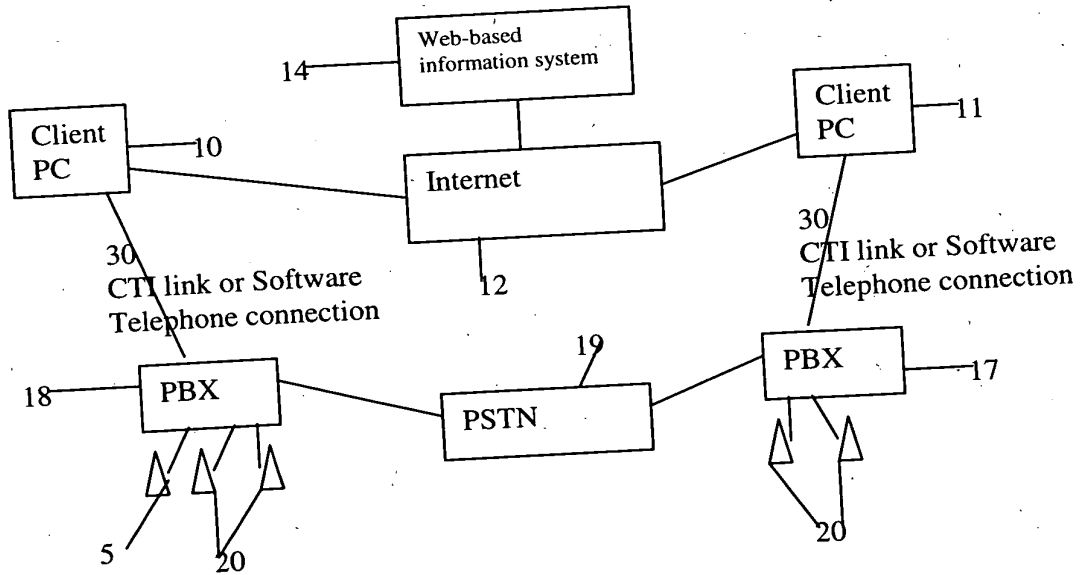 Web-based
information system
14
Client
PC
10
Client
PC
11
Internet
12
30
CTI link or Software
Telephone connection
30
CTI link or Software
Telephone connection
18
PBX
19
PSTN
PBX
17
5
20
20